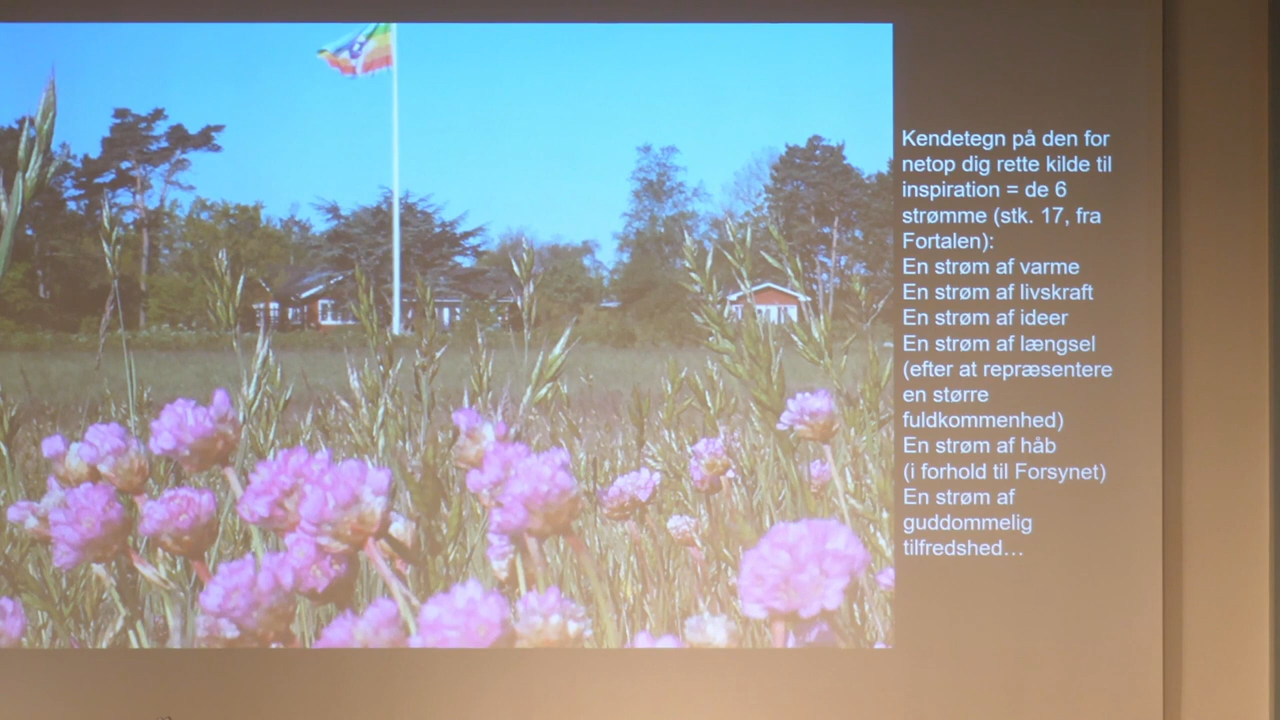 Kendetegn på den for
netop dig rette kilde til
inspiration = de 6
strømme (stk. 17, fra
Fortalen):
En strøm af varme
En strøm af livskraft
En strøm af ideer
En strøm af længsel
(efter at repræsentere
en større
fuldkommenhed)
En strøm af håb
(i forhold til Forsynet)
En strøm af
guddommelig
tilfredshed…